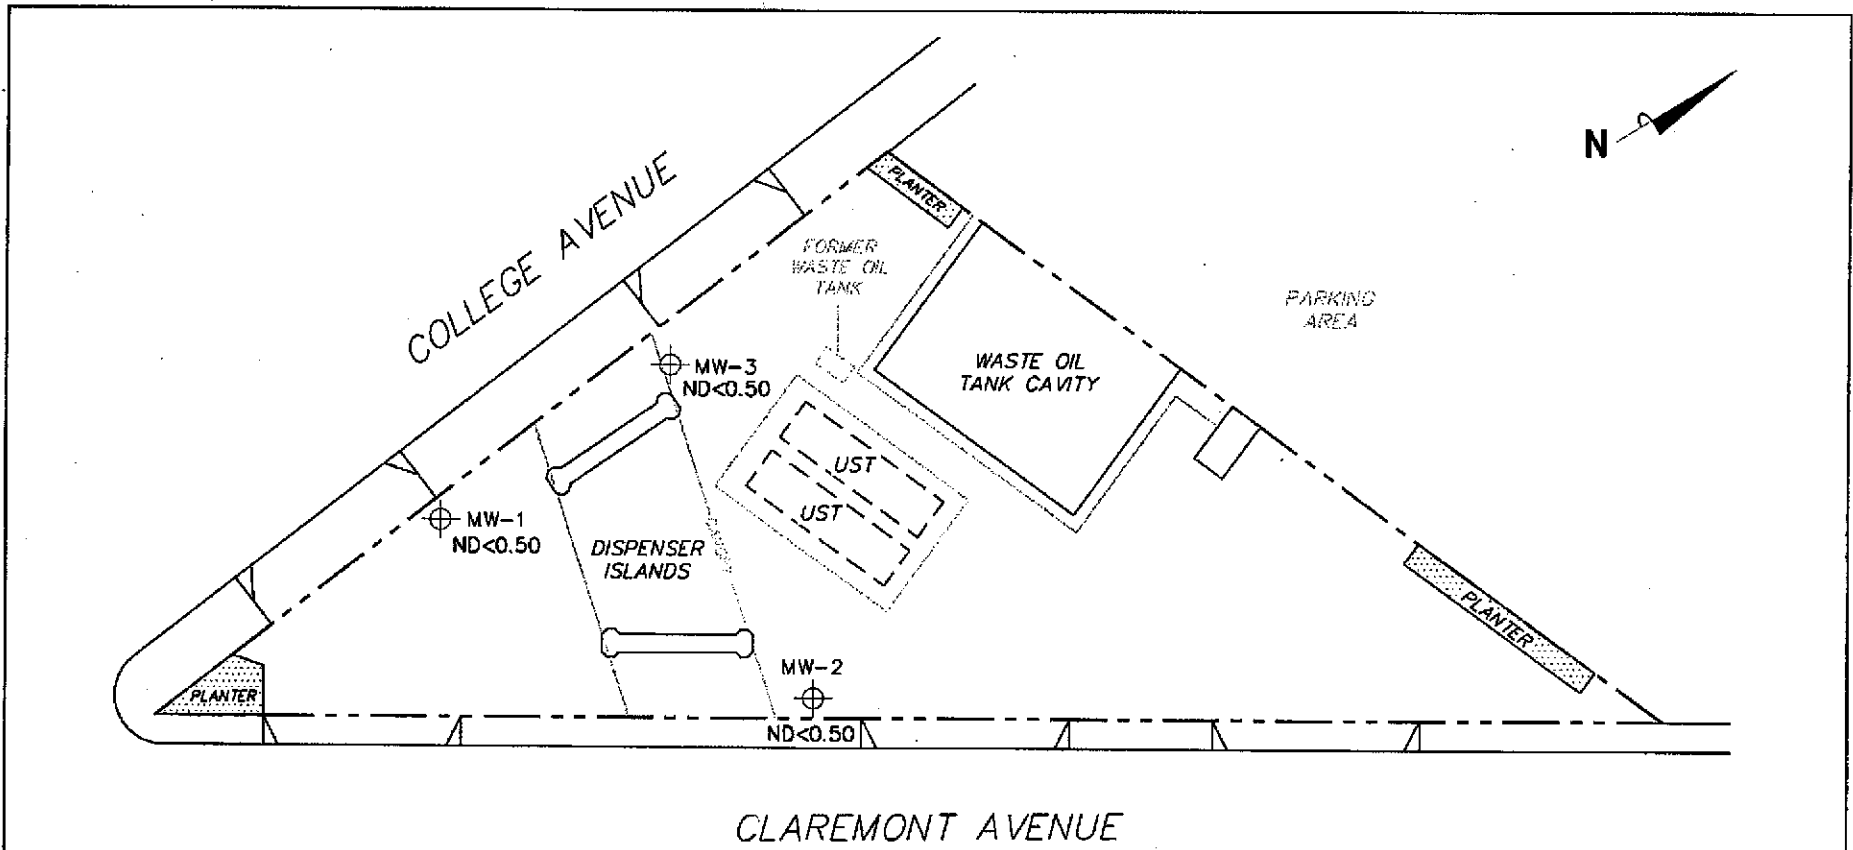 N
COLLEGE AVENUE
PLANTER
FORMER
WASTE OIL
TANK
PARKING
AREA
WASTE OIL
TANK CAVITY
MW-3
ND<0.50
UST
UST
MW-1
ND<0.50
DISPENSER
ISLANDS
PLANTER
MW-2
ND<0.50
PLANTER
CLAREMONT AVENUE